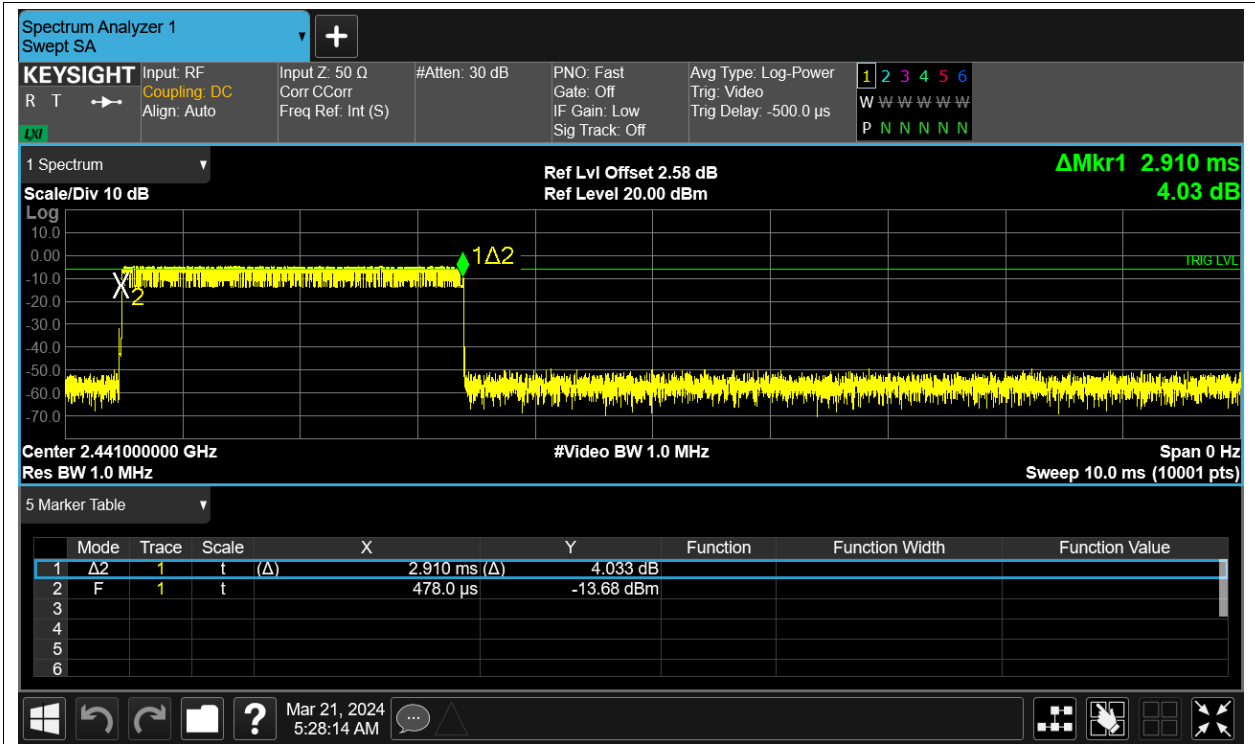 Spectrum Analyzer 1
Swept SA
KEYSIGHT
R T
LXI
Input: RF
Coupling: DC
Align: Auto
Input Z: 50 Ω
Corr CCorr
Freq Ref: Int (S)
#Atten: 30 dB
PNO: Fast
Gate: Off
IF Gain: Low
Sig Track: Off
Avg Type: Log-Power
Trig: Video
Trig Delay: -500.0 µs
1 2 3 4 5 6
W W W W W W
P N N N N N
1 Spectrum
Scale/Div 10 dB
Ref Lvl Offset 2.58 dB
Ref Level 20.00 dBm
ΔMkr1 2.910 ms
4.03 dB
Log
10.0
0.00
-10.0
-20.0
-30.0
-40.0
-50.0
-60.0
-70.0
1Δ2
X2
TRIG LVL
Center 2.441000000 GHz
#Video BW 1.0 MHz
Span 0 Hz
Res BW 1.0 MHz
Sweep 10.0 ms (10001 pts)
5 Marker Table
Mode Trace Scale X Y Function Function Width Function Value
1 Δ2 1 t (Δ) 2.910 ms (Δ) 4.033 dB
2 F 1 t 478.0 µs -13.68 dBm
3
4
5
6
?
Mar 21, 2024
5:28:14 AM